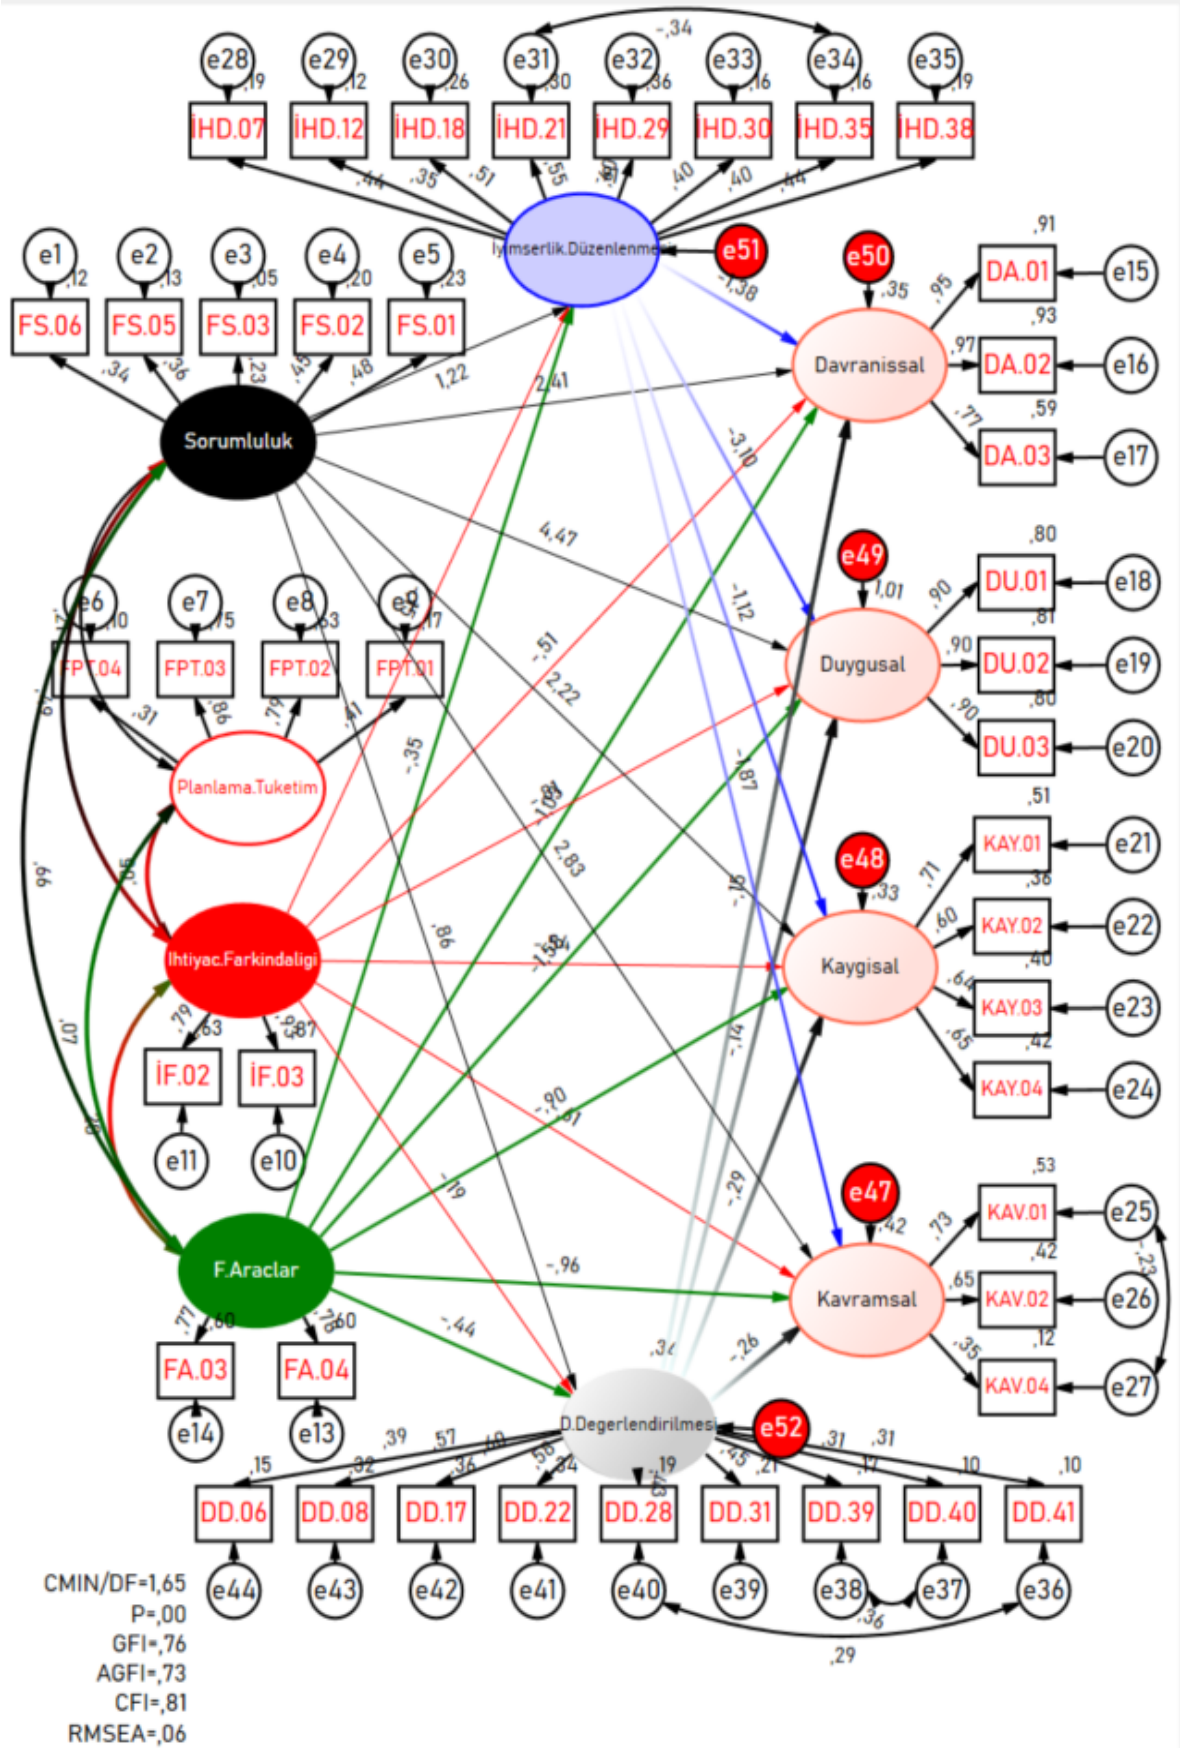 -,34
e28 e29 e30 e31 e32 e33 e34 e35
,19 ,12 ,26 ,30 ,36 ,16 ,16 ,19
İHD.07 İHD.12 İHD.18 İHD.21 İHD.29 İHD.30 İHD.35 İHD.38
,44 ,35 ,51 ,55 ,40 ,40 ,44
İyimserlik.Düzenlenme
e51
e50
,35
e1 e2 e3 e4 e5
,12 ,13 ,05 ,20 ,23
FS.06 FS.05 FS.03 FS.02 FS.01
,34 ,36 ,23 ,45 ,48
Sorumluluk
1,22
2,41
-1,38
,91
,95
DA.01
e15
,93
,97
DA.02
e16
Davranissal
,59
,77
DA.03
e17
-3,10
4,47
-1,12
e49
1,01
,80
,90
DU.01
e18
,81
,90
DU.02
e19
Duygusal
,80
,90
DU.03
e20
e6 e7 e8
,10 ,75 ,63 ,17
FPT.04 FPT.03 FPT.02 FPT.01
,31 ,86 ,79 ,41
Planlama.Tuketim
-,51
2,22
-,35
-1,87
-1,03
2,83
,51
e48
,33
,71
KAY.01
e21
,36
,60
KAY.02
e22
Kaygisal
,40
,64
KAY.03
e23
,42
,65
KAY.04
e24
,66
Ihtiyac.Farkindaligi
,86
-,15
-,14
,79 ,63 ,87
İF.02 İF.03
e11 e10
,07
-,90
-,29
-,19
F.Araclar
-,96
-,44
-,26
,77 ,60 ,78 ,60
FA.03 FA.04
e14 e13
e47
,42
,53
,73
KAV.01
e25
-,23
,42
,65
KAV.02
e26
Kavramsal
,12
,35
KAV.04
e27
D.Degerlendirilmesi
e52
,39 ,57 ,60 ,58 ,45 ,31 ,31
,15 ,32 ,36 ,34 ,19 ,21 ,17 ,10 ,10
DD.06 DD.08 DD.17 DD.22 DD.28 DD.31 DD.39 DD.40 DD.41
e44 e43 e42 e41 e40 e39 e38 e37 e36
,36
,29
CMIN/DF=1,65
P=,00
GFI=,76
AGFI=,73
CFI=,81
RMSEA=,06